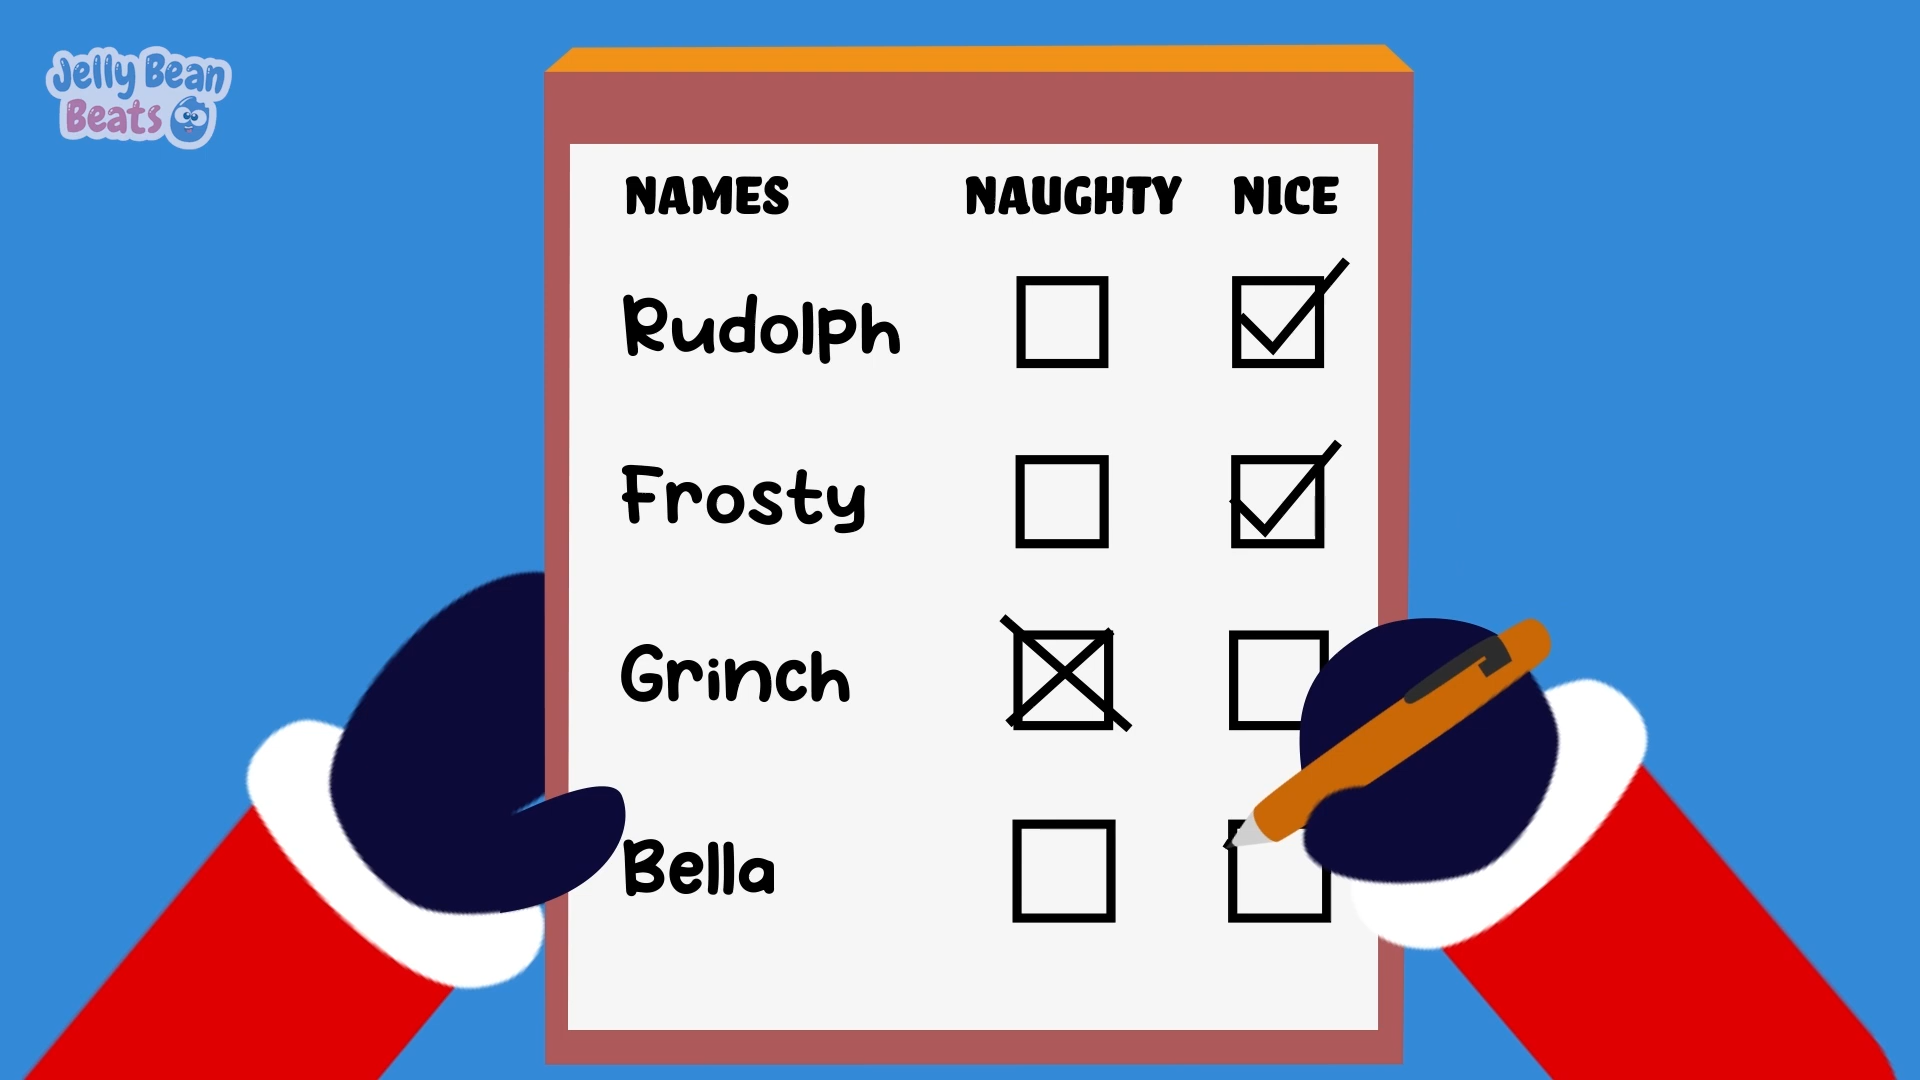 Jelly Bean
Beats
NAMES NAUGHTY NICE
Rudolph
Frosty
Grinch
Bella